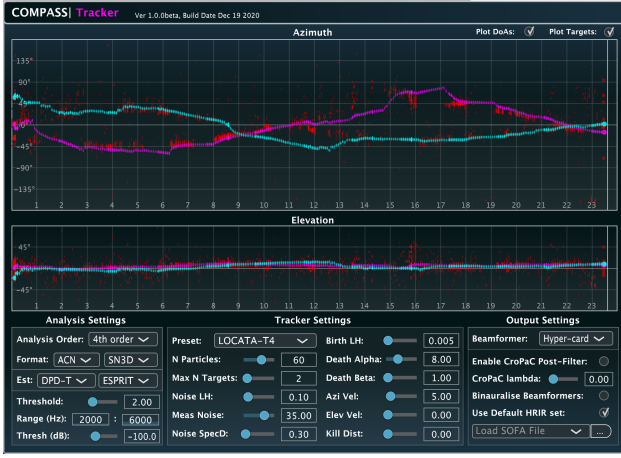 COMPASS| Tracker Ver 1.0.0beta, Build Date Dec 19 2020
Azimuth Plot DoAs: Plot Targets:
135°
90°
45°
0°
-45°
-90°
-135°
1 2 3 4 5 6 7 8 9 10 11 12 13 14 15 16 17 18 19 20 21 22 23
Elevation
45°
-45°
1 2 3 4 5 6 7 8 9 10 11 12 13 14 15 16 17 18 19 20 21 22 23
Analysis Settings
Analysis Order: 4th order
Format: ACN SN3D
Est: DPD-T ESPRIT
Threshold: 2.00
Range (Hz): 2000 : 6000
Thresh (dB): -100.0
Tracker Settings
Preset: LOCATA-T4
N Particles: 60
Max N Targets: 2
Noise LH: 0.10
Meas Noise: 35.00
Noise SpecD: 0.30
Birth LH: 0.005
Death Alpha: 8.00
Death Beta: 1.00
Azi Vel: 5.00
Elev Vel: 0.00
Kill Dist: 0.00
Output Settings
Beamformer: Hyper-card
Enable CroPaC Post-Filter:
CroPaC lambda: 0.00
Binauralise Beamformers:
Use Default HRIR set:
Load SOFA File ...